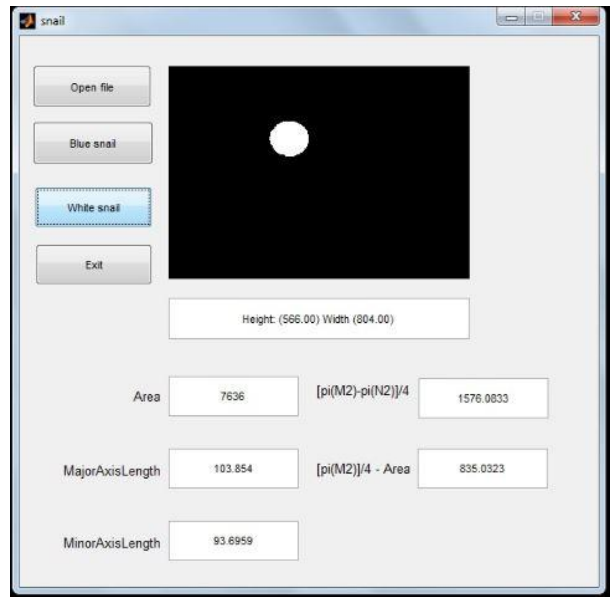 snail
Open file
Blue snail
White snail
Exit
Height: (566.00) Width (804.00)
Area
7636
[pi(M2)-pi(N2)]/4
1576.0833
MajorAxisLength
103.854
[pi(M2)]/4 - Area
835.0323
MinorAxisLength
93.6959